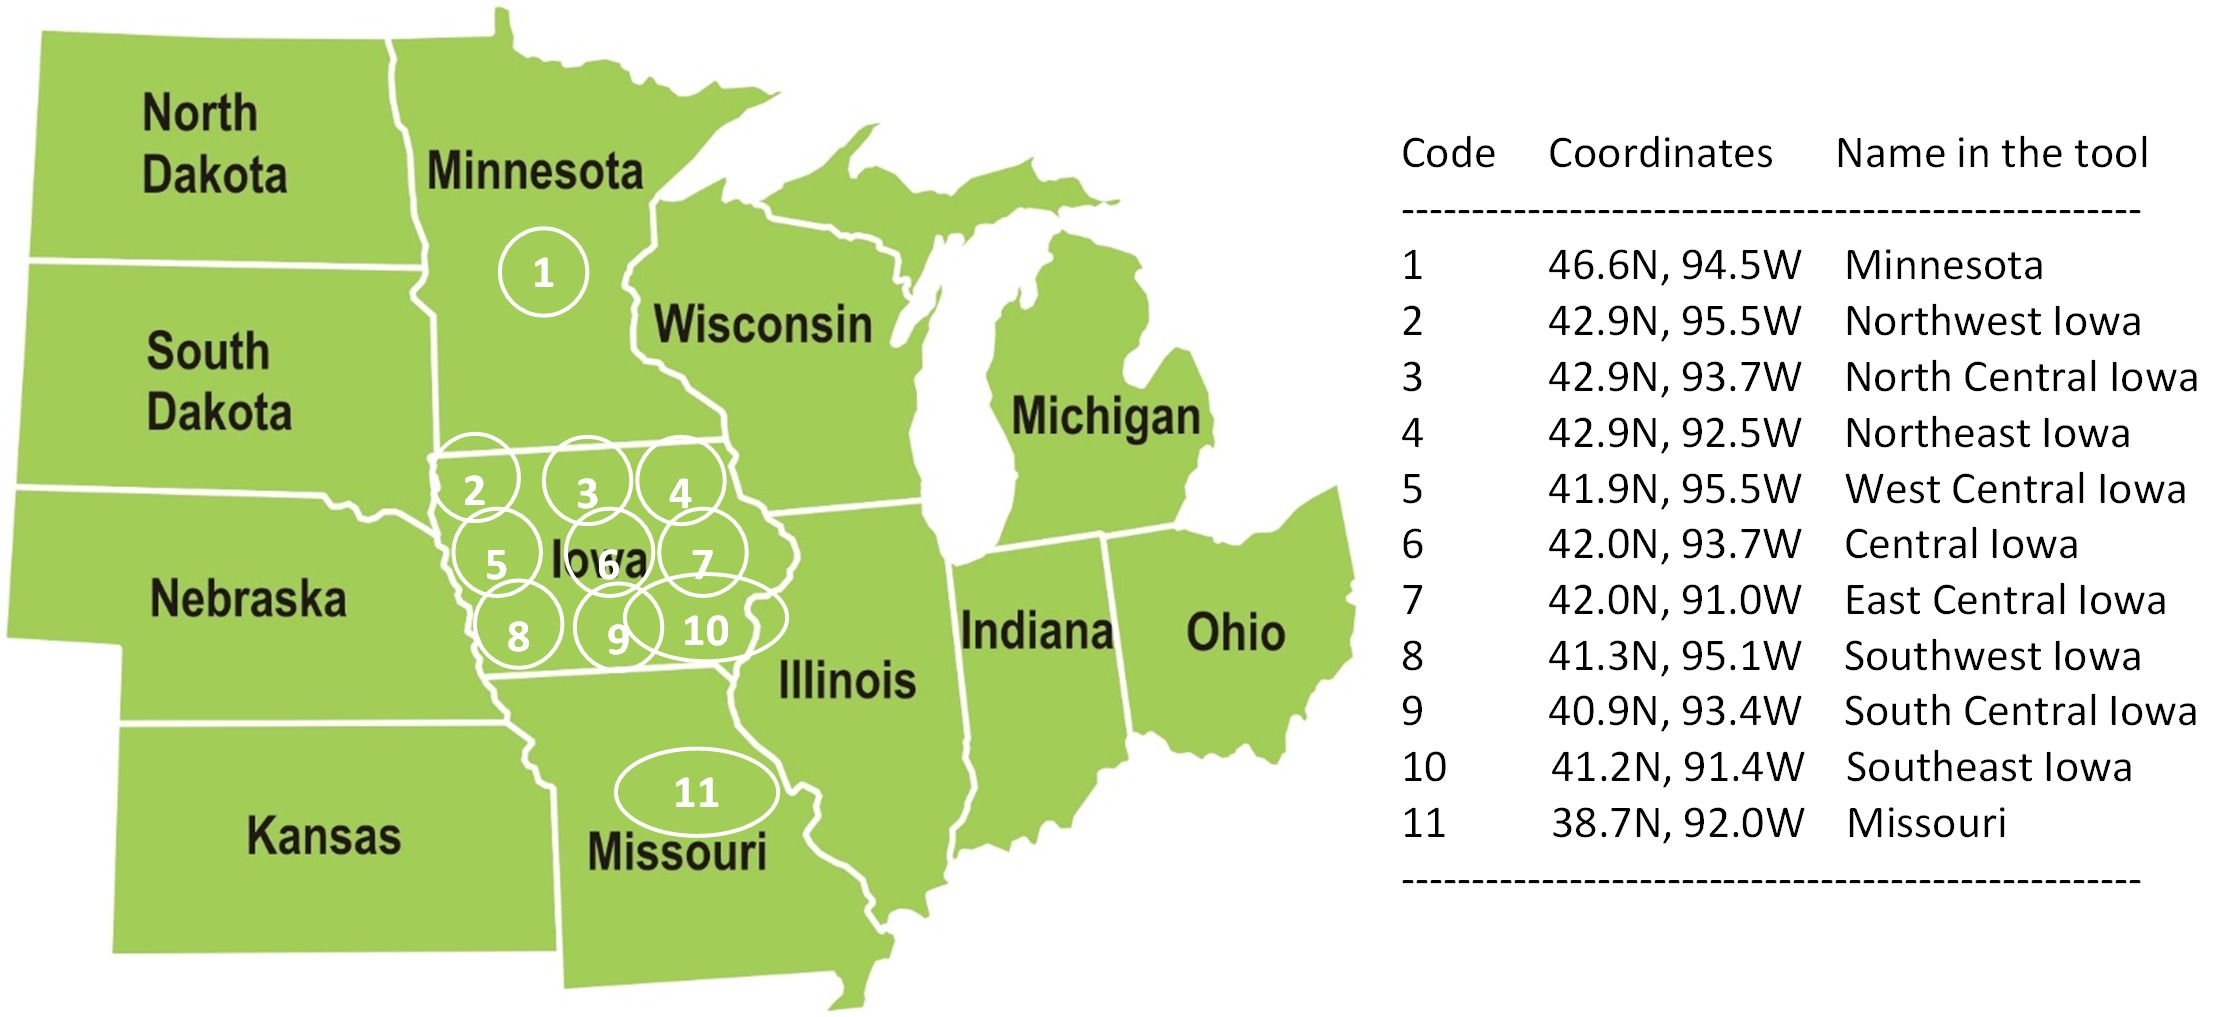 North
Dakota
Minnesota
1
South
Dakota
Wisconsin
Michigan
2
3
4
Iowa
5
6
7
Nebraska
8
9
10
Illinois
Indiana
Ohio
Kansas
11
Missouri
Code Coordinates Name in the tool
-----------------------------------------------------
1 46.6N, 94.5W Minnesota
2 42.9N, 95.5W Northwest Iowa
3 42.9N, 93.7W North Central Iowa
4 42.9N, 92.5W Northeast Iowa
5 41.9N, 95.5W West Central Iowa
6 42.0N, 93.7W Central Iowa
7 42.0N, 91.0W East Central Iowa
8 41.3N, 95.1W Southwest Iowa
9 40.9N, 93.4W South Central Iowa
10 41.2N, 91.4W Southeast Iowa
11 38.7N, 92.0W Missouri
-----------------------------------------------------